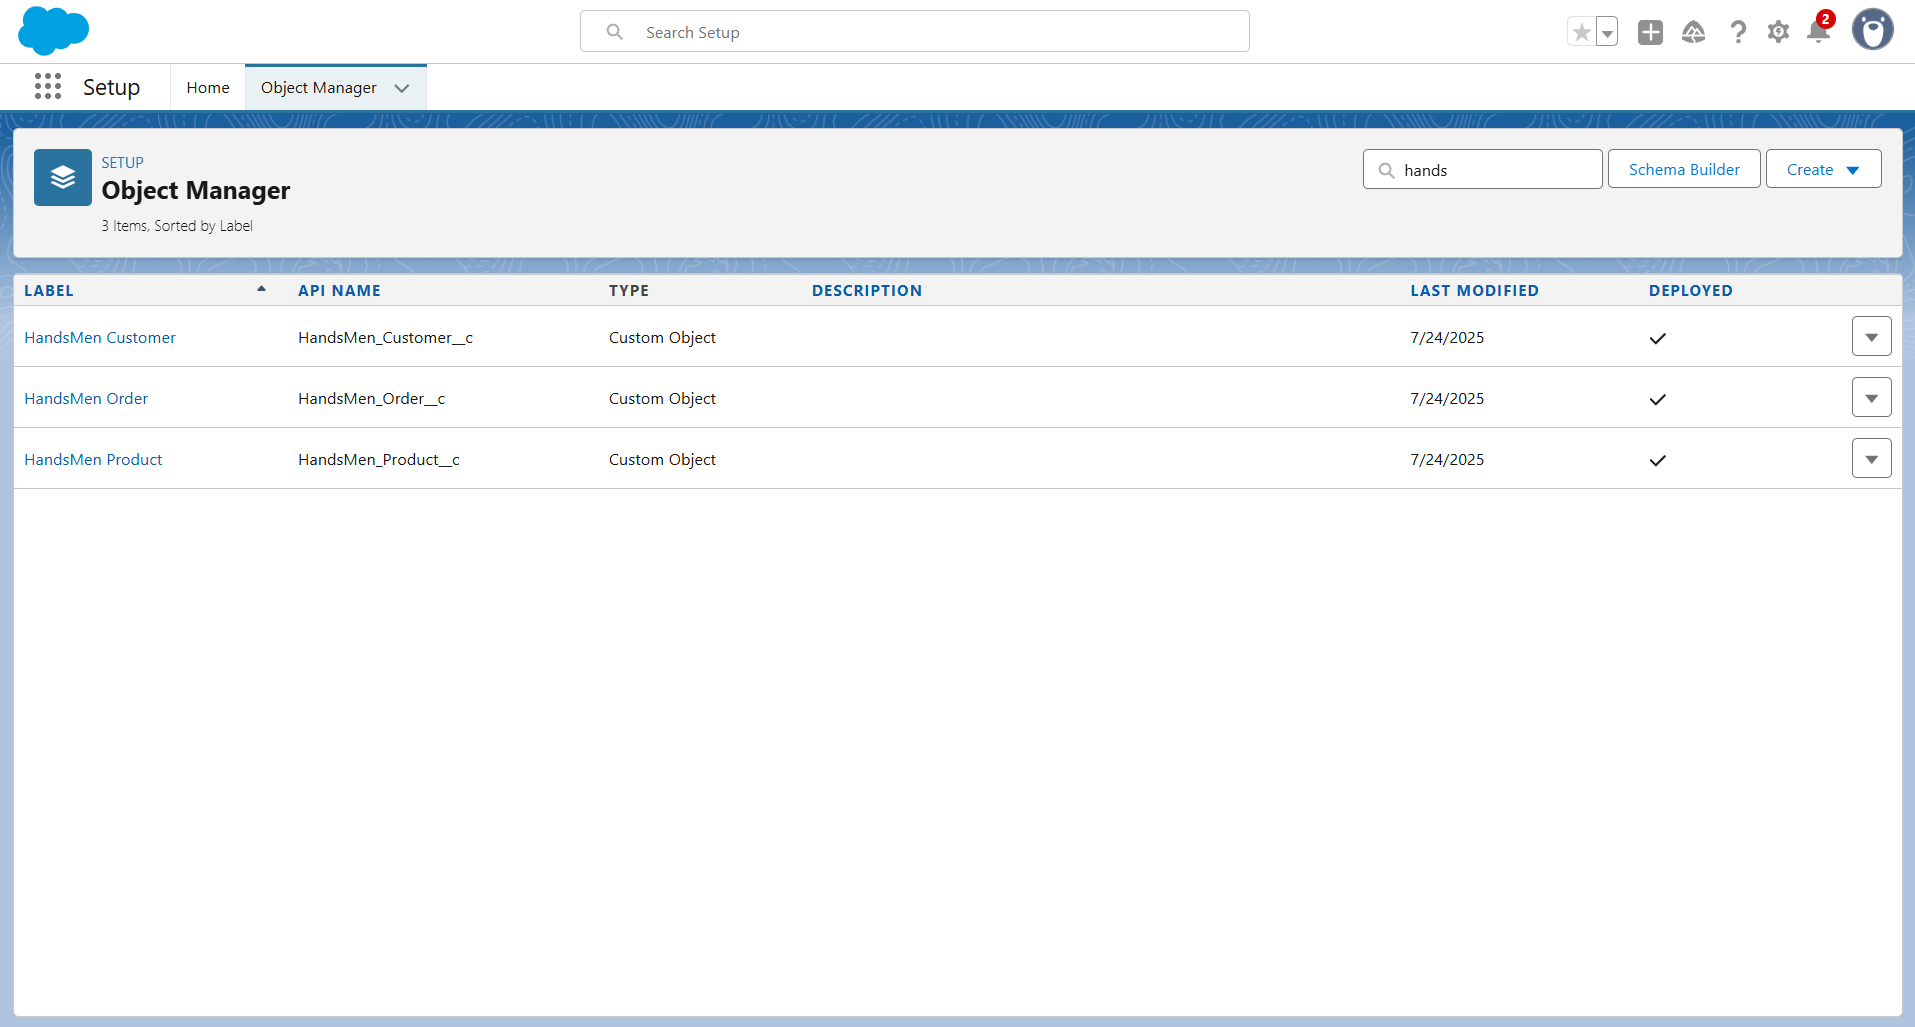 Search Setup
2
Setup
Home
Object Manager
SETUP
Object Manager
3 Items, Sorted by Label
hands
Schema Builder
Create
LABEL API NAME TYPE DESCRIPTION LAST MODIFIED DEPLOYED
HandsMen Customer HandsMen_Customer__c Custom Object 7/24/2025
HandsMen Order HandsMen_Order__c Custom Object 7/24/2025
HandsMen Product HandsMen_Product__c Custom Object 7/24/2025